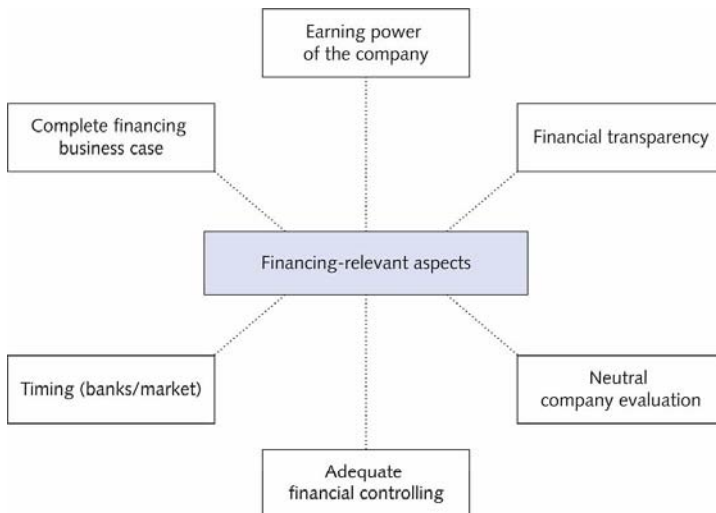 Earning power
of the company
Complete financing
business case
Financial transparency
Financing-relevant aspects
Timing (banks/market)
Neutral
company evaluation
Adequate
financial controlling